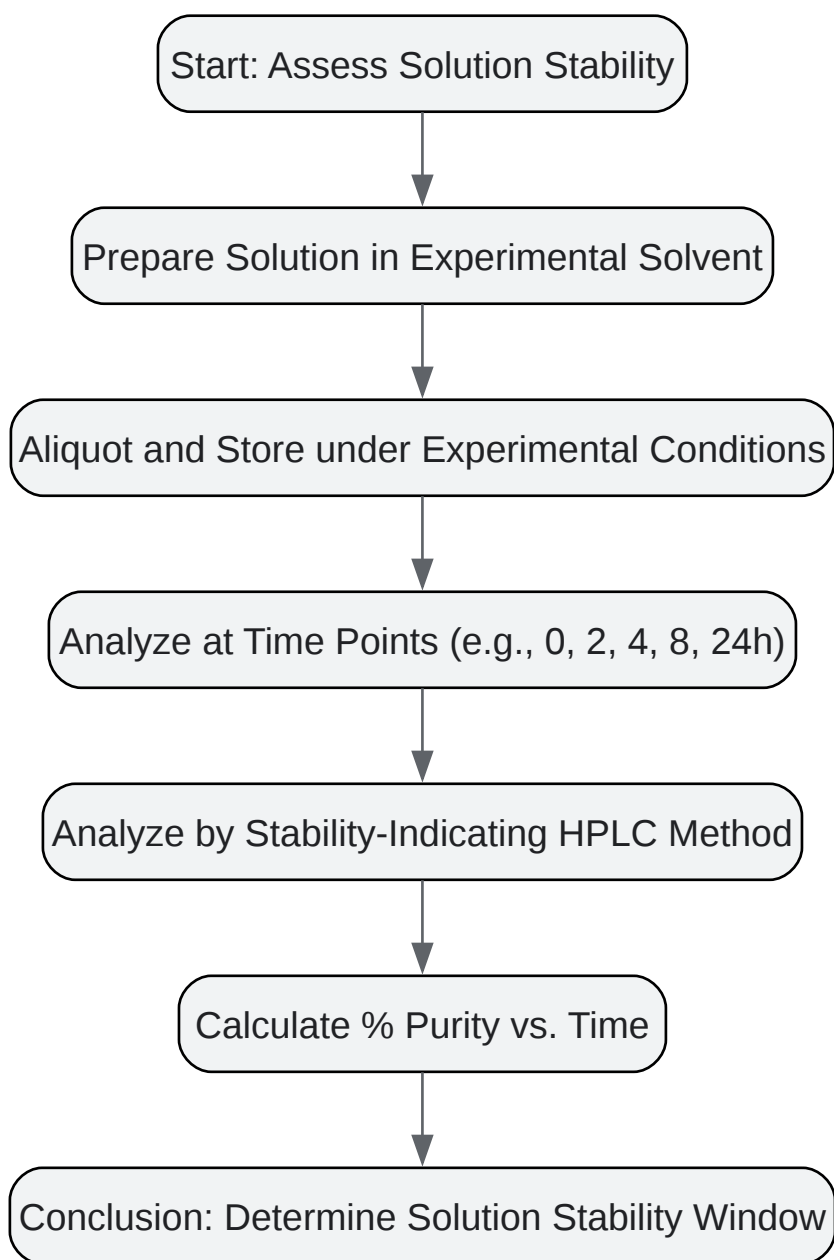 Start: Assess Solution Stability
Prepare Solution in Experimental Solvent
Aliquot and Store under Experimental Conditions
Analyze at Time Points (e.g., 0, 2, 4, 8, 24h)
Analyze by Stability-Indicating HPLC Method
Calculate % Purity vs. Time
Conclusion: Determine Solution Stability Window